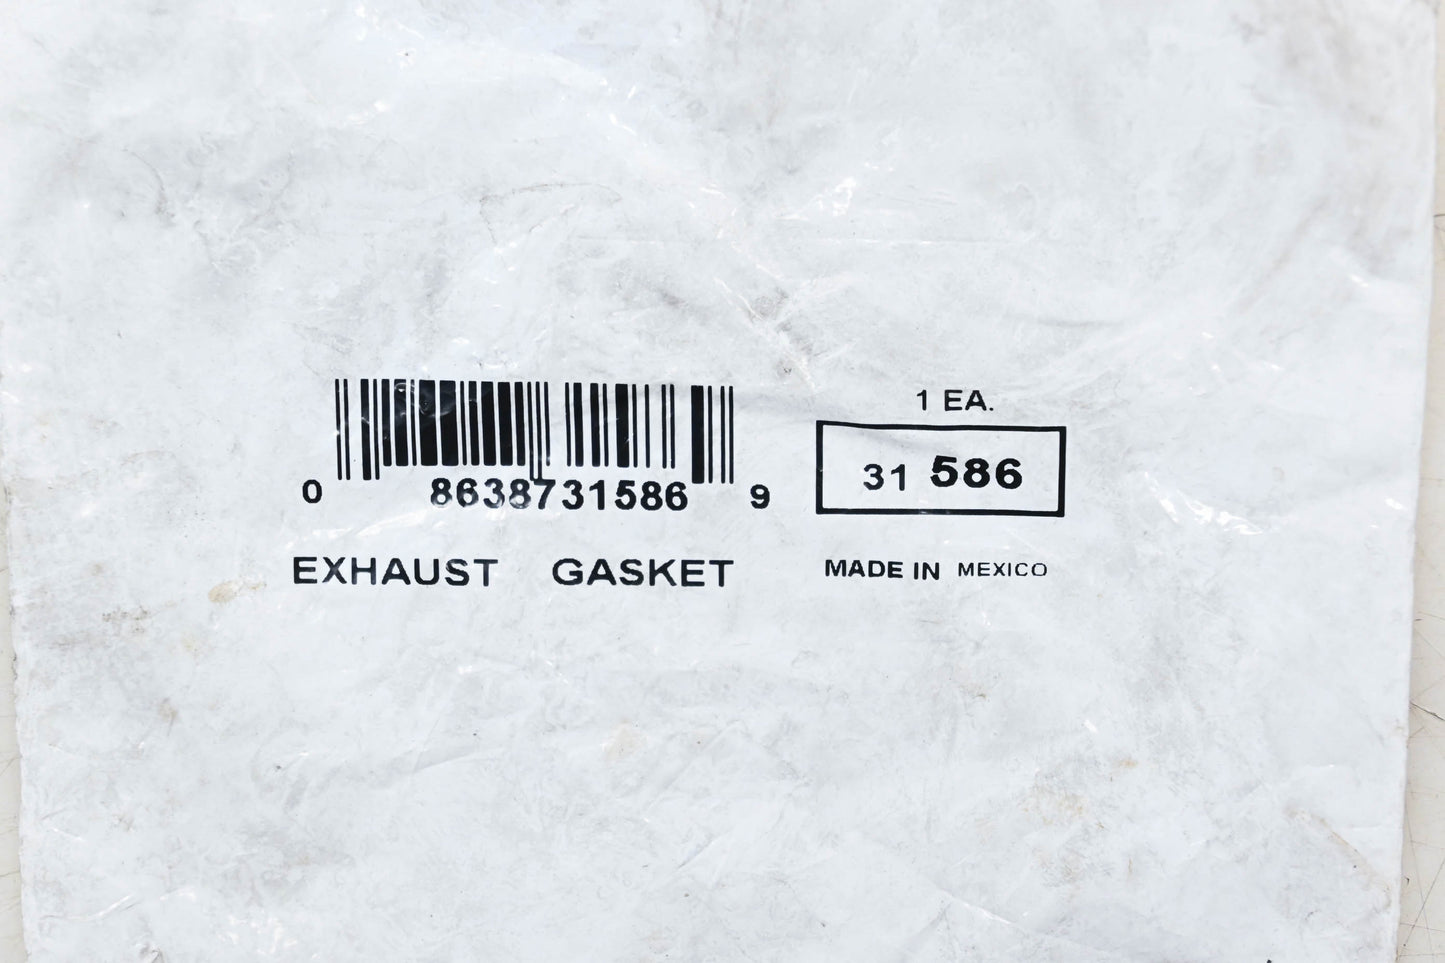 1 EA.
31 586
0 8638731586 9
EXHAUST GASKET
MADE IN MEXICO